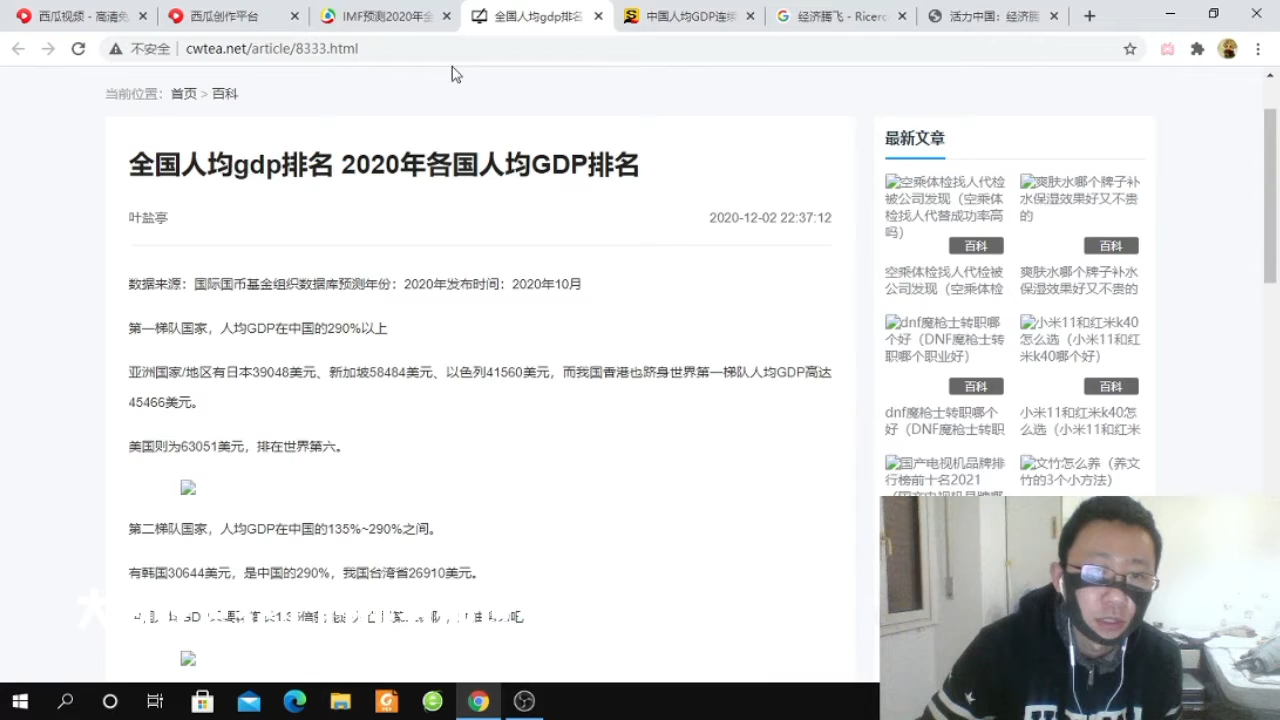 西瓜视频 - 高清免
西瓜创作平台
IMF预测2020年全
全国人均gdp排名
中国人均GDP连续
经济腾飞 - Ricerc
活力中国：经济腾
不安全
cwtea.net/article/8333.html
当前位置：首页 > 百科
全国人均gdp排名 2020年各国人均GDP排名
叶盐亭
2020-12-02 22:37:12
数据来源：国际国币基金组织数据库预测年份：2020年发布时间：2020年10月
第一梯队国家，人均GDP在中国的290%以上
亚洲国家/地区有日本39048美元、新加坡58484美元、以色列41560美元，而我国香港也跻身世界第一梯队人均GDP高达
45466美元。
美国则为63051美元，排在世界第六。
第二梯队国家，人均GDP在中国的135%~290%之间。
有韩国30644美元，是中国的290%，我国台湾省26910美元。
最新文章
空乘体检找人代检
被公司发现（空乘体
检找人代替成功率高
吗）
百科
空乘体检找人代检被
公司发现（空乘体检
爽肤水哪个牌子补
水保湿效果好又不贵
的
百科
爽肤水哪个牌子补水
保湿效果好又不贵的
dnf魔枪士转职哪
个好（DNF魔枪士转
职哪个职业好）
百科
dnf魔枪士转职哪个
好（DNF魔枪士转职
小米11和红米k40
怎么选（小米11和红
米k40哪个好）
百科
小米11和红米k40怎
么选（小米11和红米
国产电视机品牌排
行榜前十名2021
文竹怎么养（养文
竹的3个小方法）